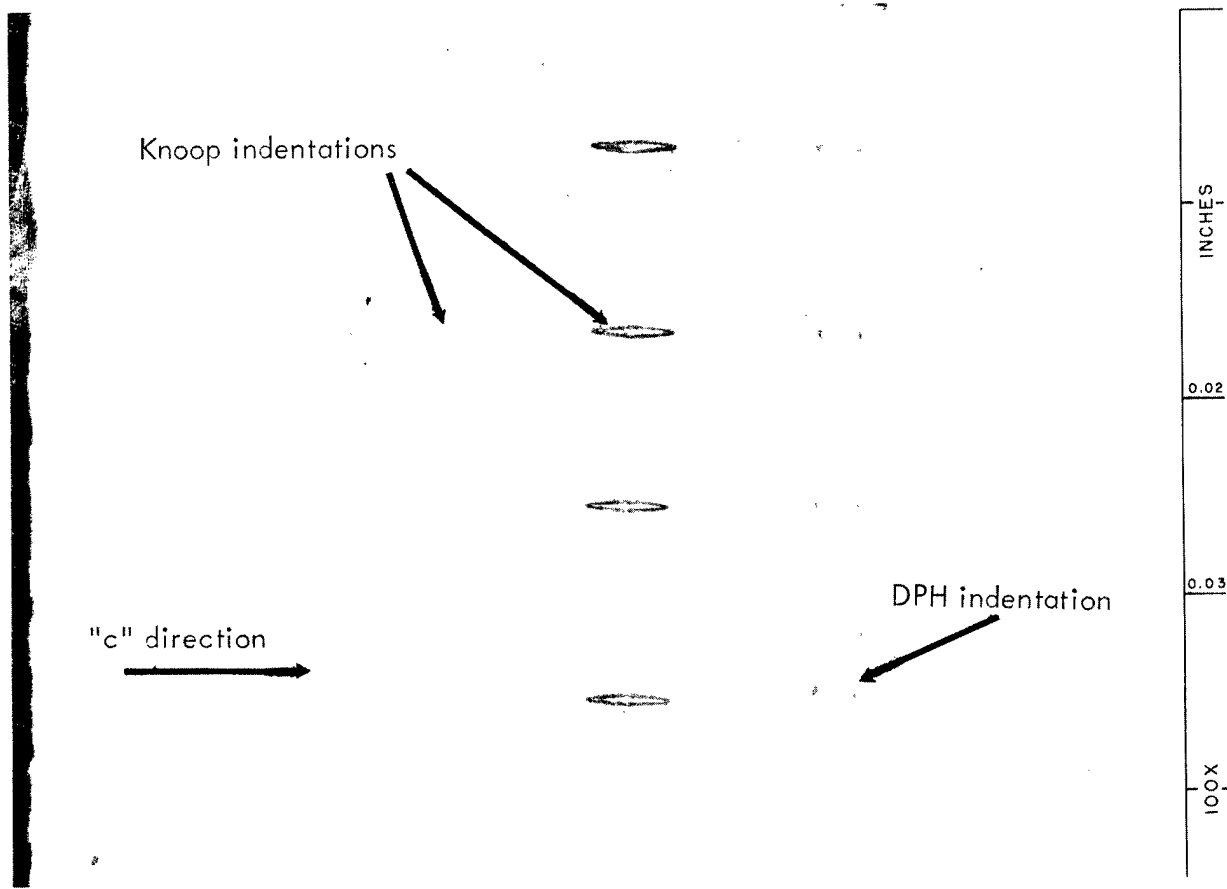 Knoop indentations
INCHES
0.02
0.03
DPH indentation
"c" direction
100X